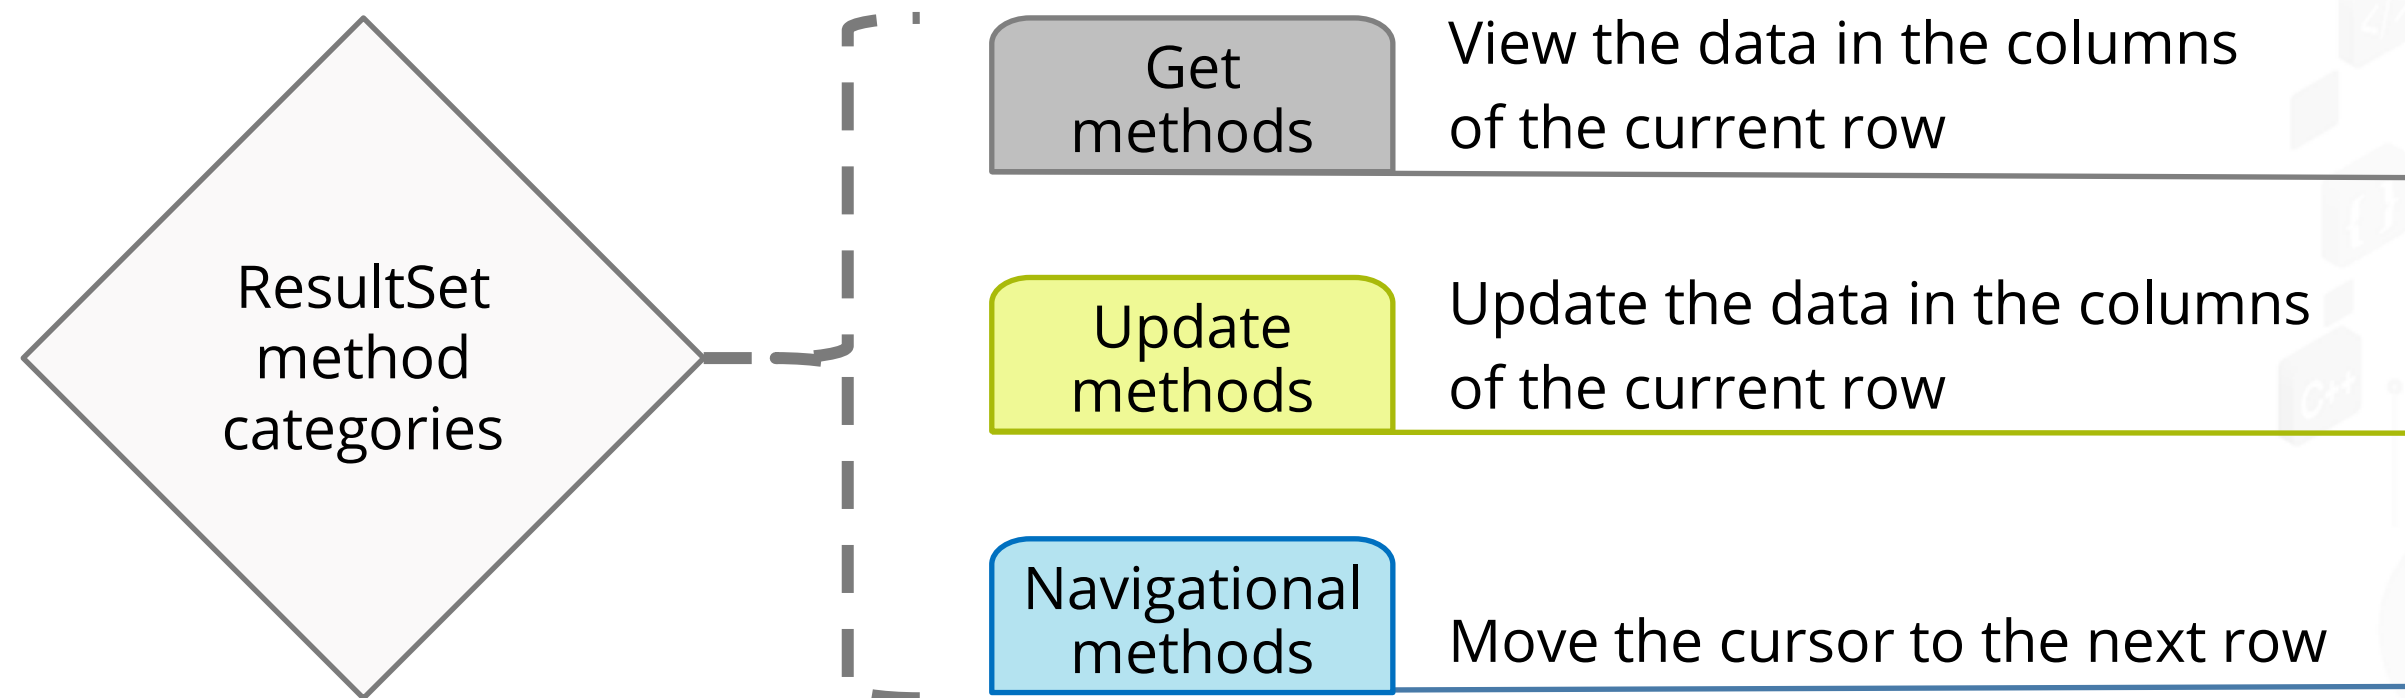 ResultSet
method
categories
Get
methods
View the data in the columns
of the current row
Update
methods
Update the data in the columns
of the current row
Navigational
methods
Move the cursor to the next row
C++
{ }